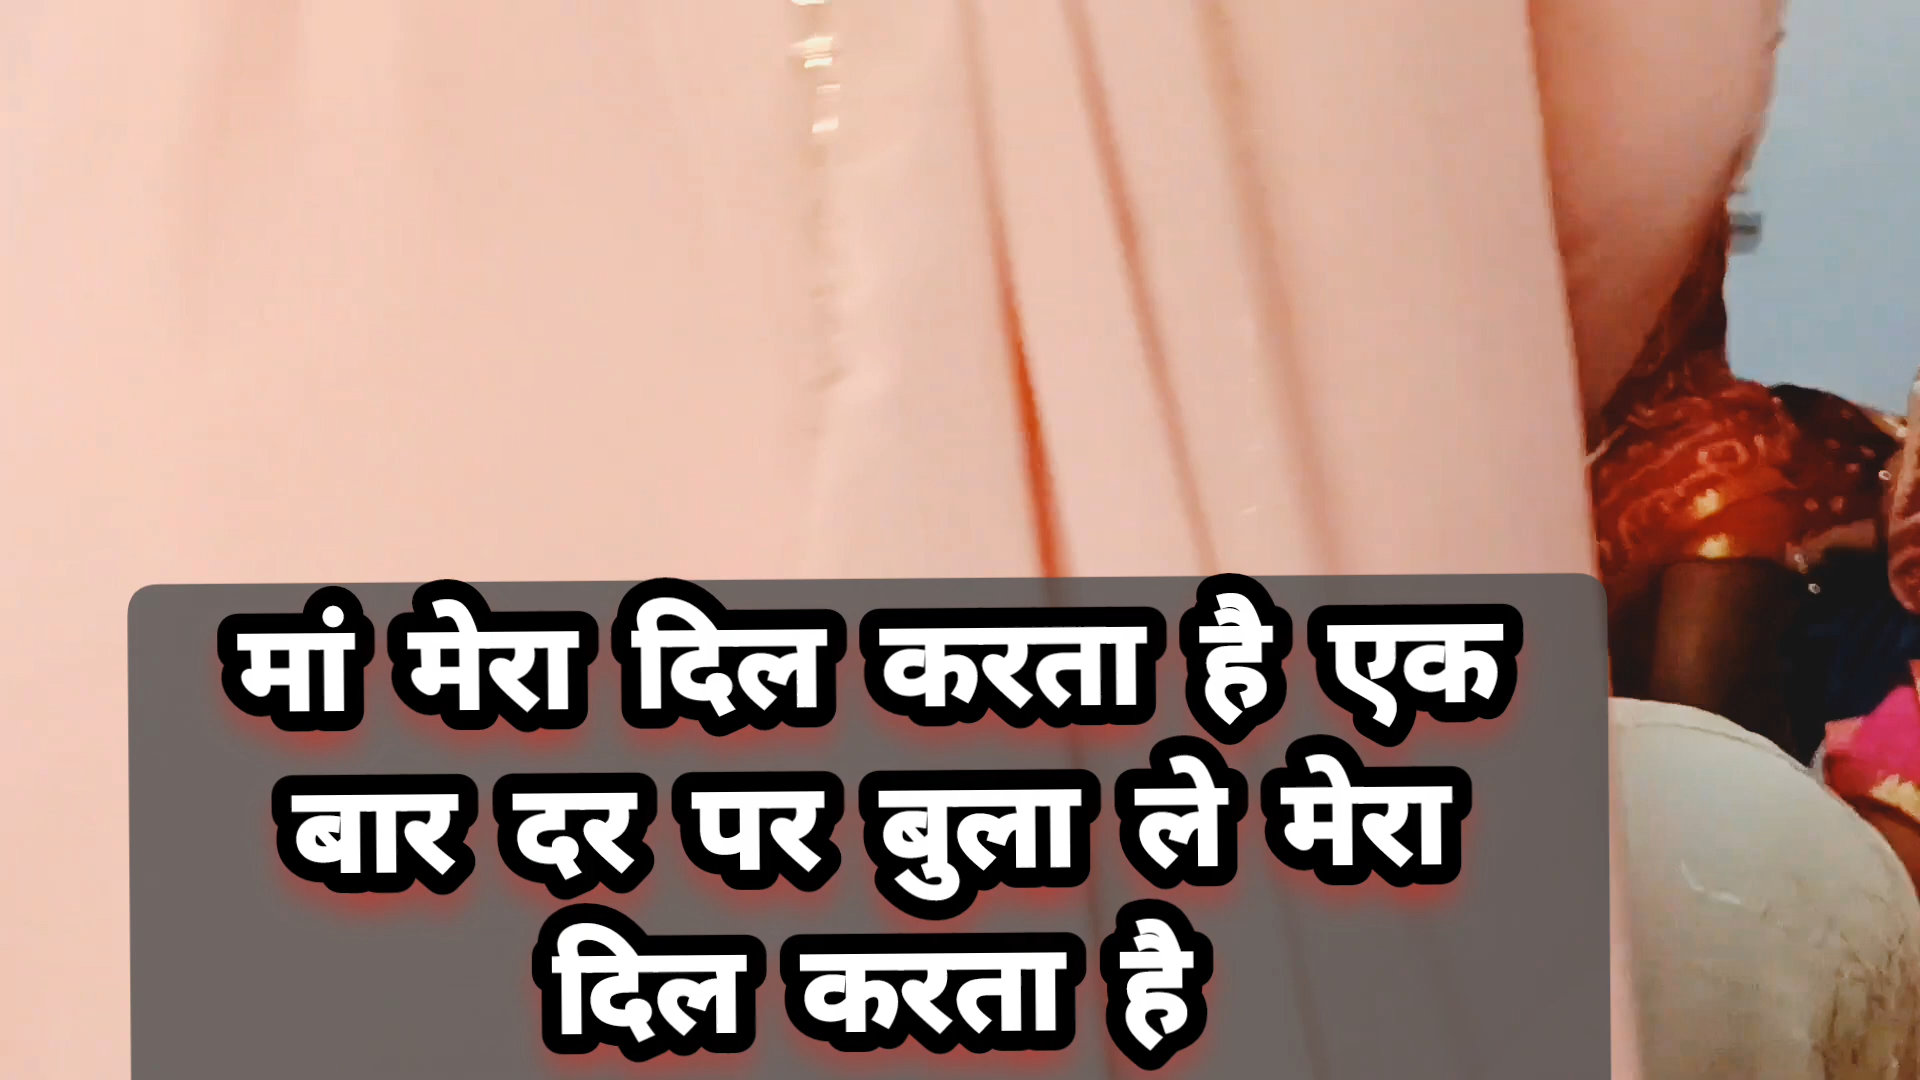 मां मेरा दिल करता है एक
बार दर पर बुला ले मेरा
दिल करता है